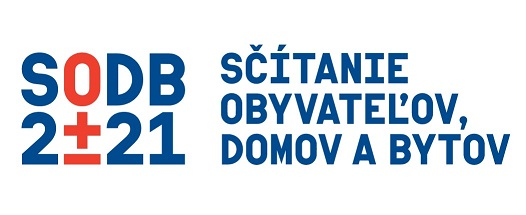 SODB
2±21
SČÍTANIE
OBYVATEĽOV,
DOMOV A BYTOV